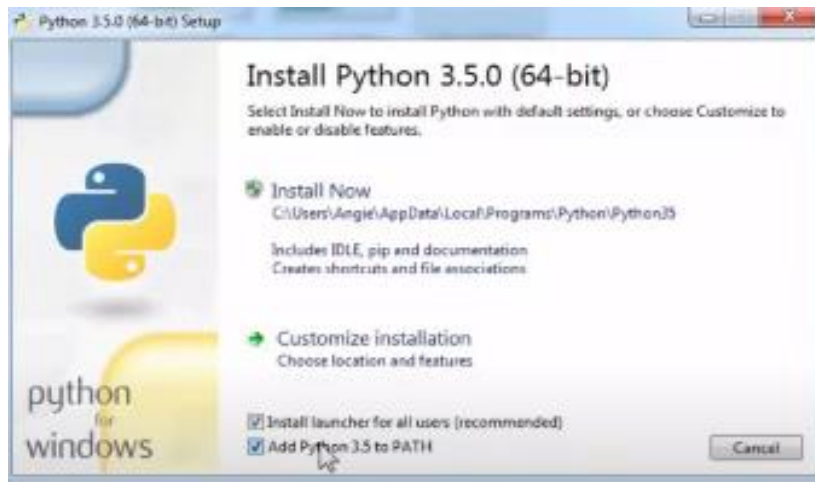 Python 3.5.0 (64-bit) Setup
Install Python 3.5.0 (64-bit)
Select Install Now to install Python with default settings, or choose Customize to
enable or disable features.
Install Now
C:\Users\Angie\AppData\Local\Programs\Python\Python35
Includes IDLE, pip and documentation
Creates shortcuts and file associations
Customize installation
Choose location and features
python
for
windows
Install launcher for all users (recommended)
Add Python 3.5 to PATH
Cancel